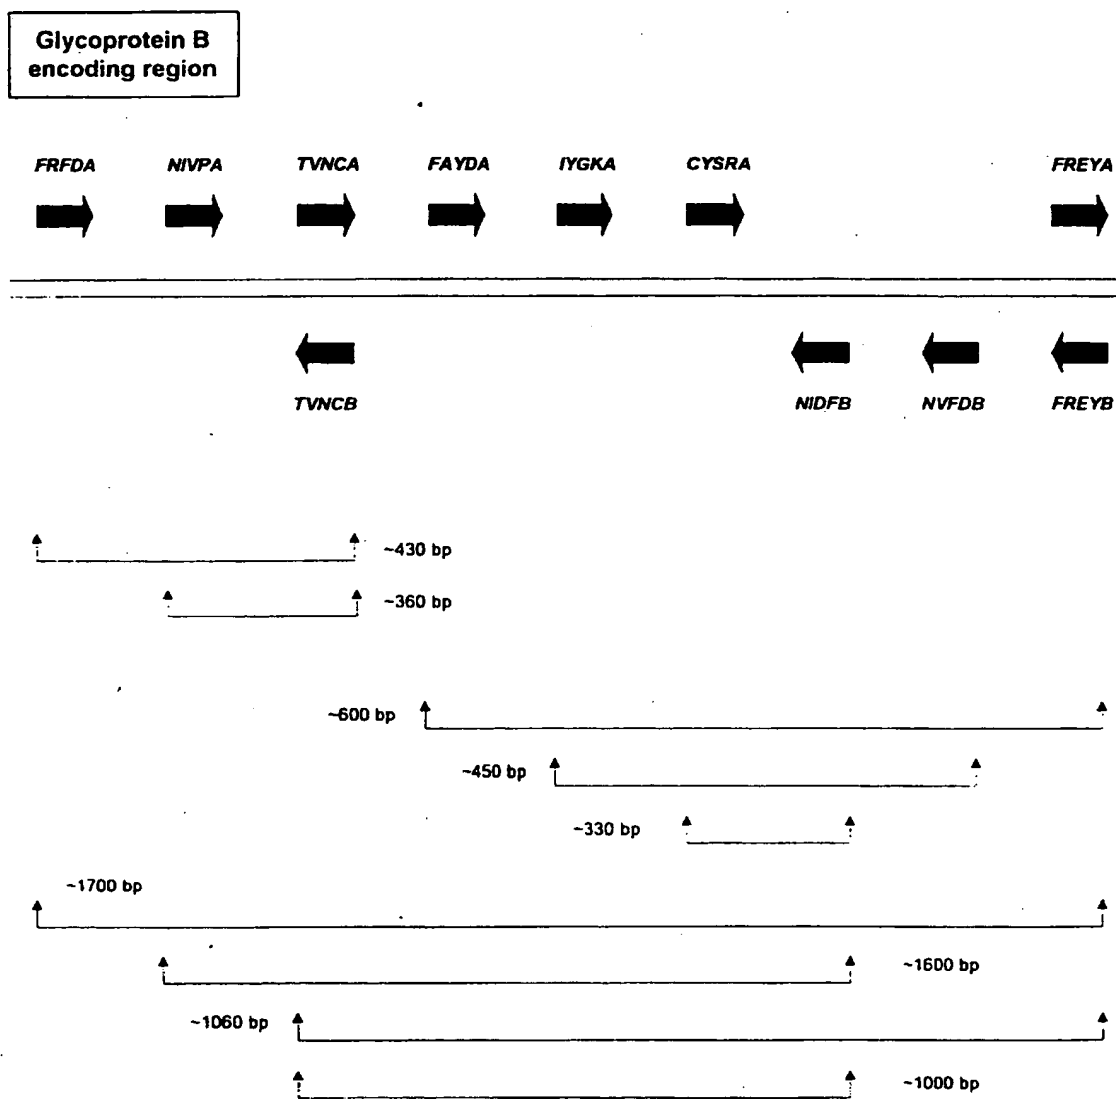 Glycoprotein B
encoding region
FRFDA NIVPA TVNCA FAYDA IYGKA CYSRA FREYA
TVNCB NIDFB NVFDB FREYB
~430 bp
~360 bp
~600 bp
~450 bp
~330 bp
~1700 bp
~1600 bp
~1060 bp
~1000 bp